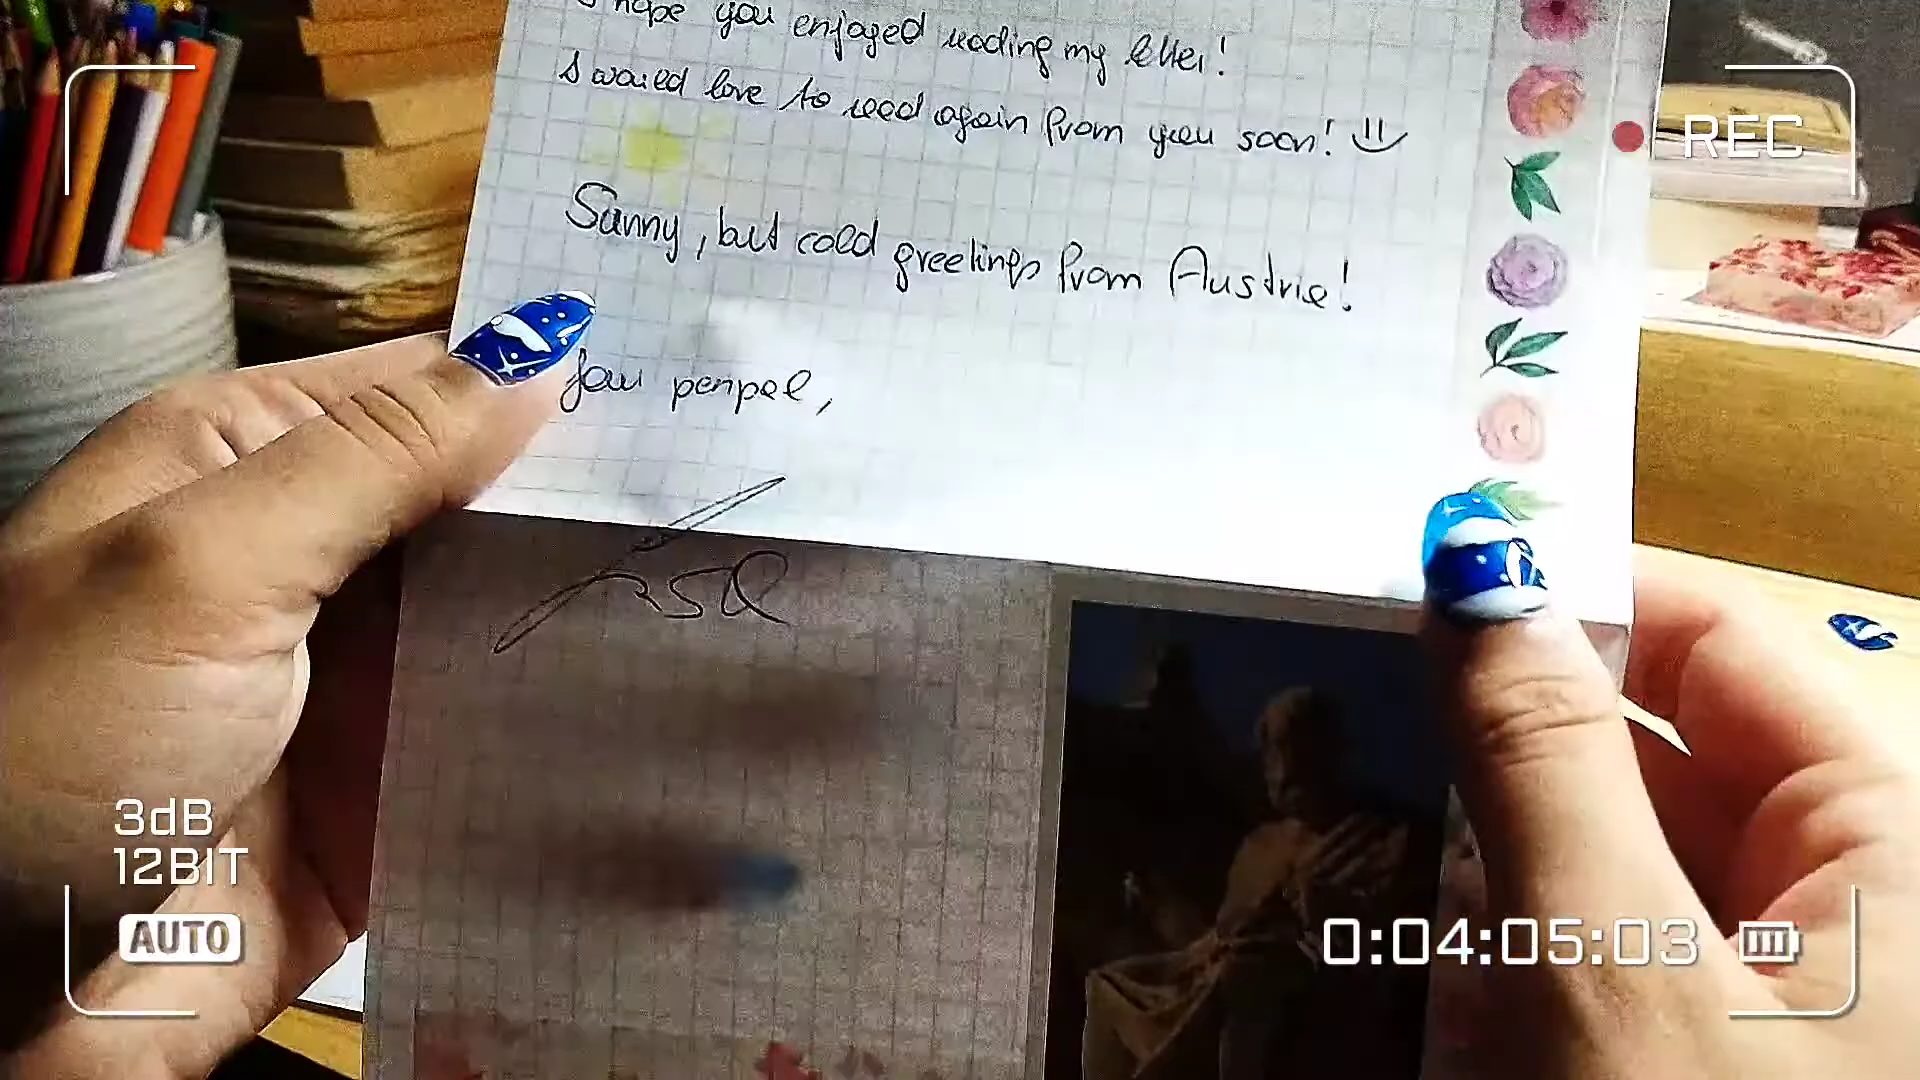 I hope you enjoyed reading my letter!
I would love to read again from you soon! :)
Sunny, but cold greetings from Austria!
Your penpal,
REC
3dB
12BIT
AUTO
0:04:05:03